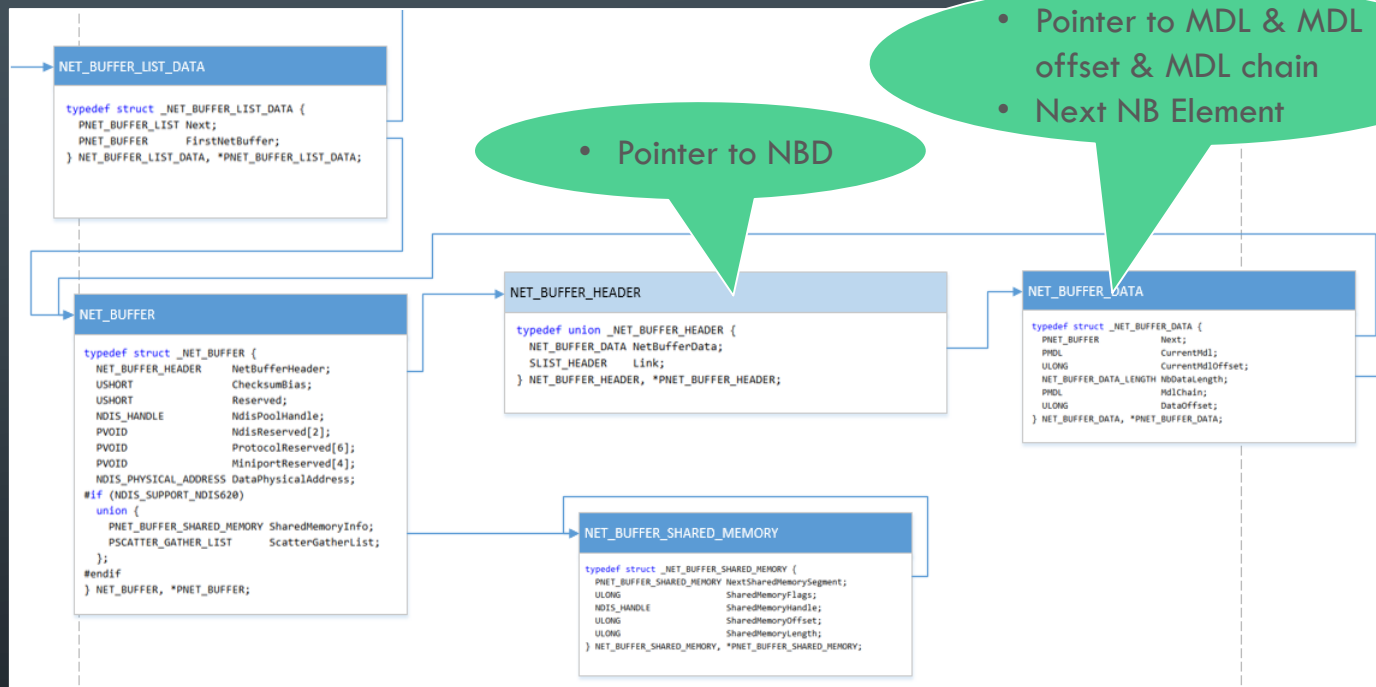 NET_BUFFER_LIST_DATA
typedef struct _NET_BUFFER_LIST_DATA {
PNET_BUFFER_LIST Next;
PNET_BUFFER FirstNetBuffer;
} NET_BUFFER_LIST_DATA, *PNET_BUFFER_LIST_DATA;
• Pointer to NBD
• Pointer to MDL & MDL
offset & MDL chain
• Next NB Element
NET_BUFFER
typedef struct _NET_BUFFER {
NET_BUFFER_HEADER NetBufferHeader;
USHORT ChecksumBias;
USHORT Reserved;
NDIS_HANDLE NdisPoolHandle;
PVOID NdisReserved[2];
PVOID ProtocolReserved[6];
PVOID MiniportReserved[4];
NDIS_PHYSICAL_ADDRESS DataPhysicalAddress;
#if (NDIS_SUPPORT_NDIS620)
union {
PNET_BUFFER_SHARED_MEMORY SharedMemoryInfo;
PSCATTER_GATHER_LIST ScatterGatherList;
};
#endif
} NET_BUFFER, *PNET_BUFFER;
NET_BUFFER_HEADER
typedef union _NET_BUFFER_HEADER {
NET_BUFFER_DATA NetBufferData;
SLIST_HEADER Link;
} NET_BUFFER_HEADER, *PNET_BUFFER_HEADER;
NET_BUFFER_DATA
typedef struct _NET_BUFFER_DATA {
PNET_BUFFER Next;
PMDL CurrentMdl;
ULONG CurrentMdlOffset;
NET_BUFFER_DATA_LENGTH NbDataLength;
PMDL MdlChain;
ULONG DataOffset;
} NET_BUFFER_DATA, *PNET_BUFFER_DATA;
NET_BUFFER_SHARED_MEMORY
typedef struct _NET_BUFFER_SHARED_MEMORY {
PNET_BUFFER_SHARED_MEMORY NextSharedMemorySegment;
ULONG SharedMemoryFlags;
NDIS_HANDLE SharedMemoryHandle;
ULONG SharedMemoryOffset;
ULONG SharedMemoryLength;
} NET_BUFFER_SHARED_MEMORY, *PNET_BUFFER_SHARED_MEMORY;